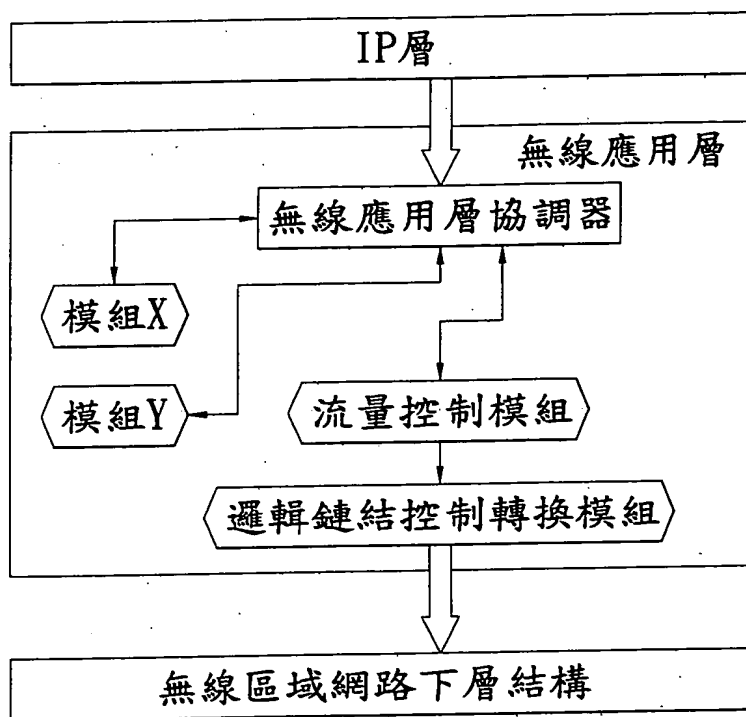 IP層
無線應用層
無線應用層協調器
模組X
模組Y
流量控制模組
邏輯鏈結控制轉換模組
無線區域網路下層結構